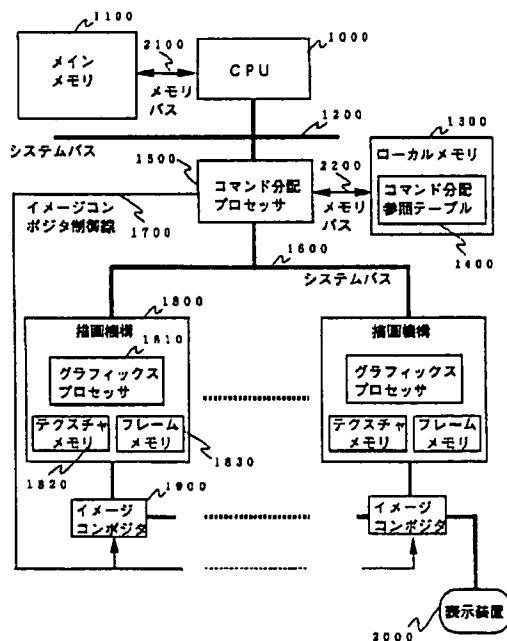 1100
メイン
メモリ
2100
メモリ
バス
1000
CPU
1200
システムバス
1500
コマンド分配
プロセッサ
2200
メモリ
バス
1300
ローカルメモリ
コマンド分配
参照テーブル
1400
イメージコン
ポジタ制御線
1700
1600
システムバス
1800
描画機構
1810
グラフィックス
プロセッサ
テクスチャ
メモリ
フレーム
メモリ
1820
1830
描画機構
グラフィックス
プロセッサ
テクスチャ
メモリ
フレーム
メモリ
1900
イメージ
コンポジタ
イメージ
コンポジタ
2000
表示装置